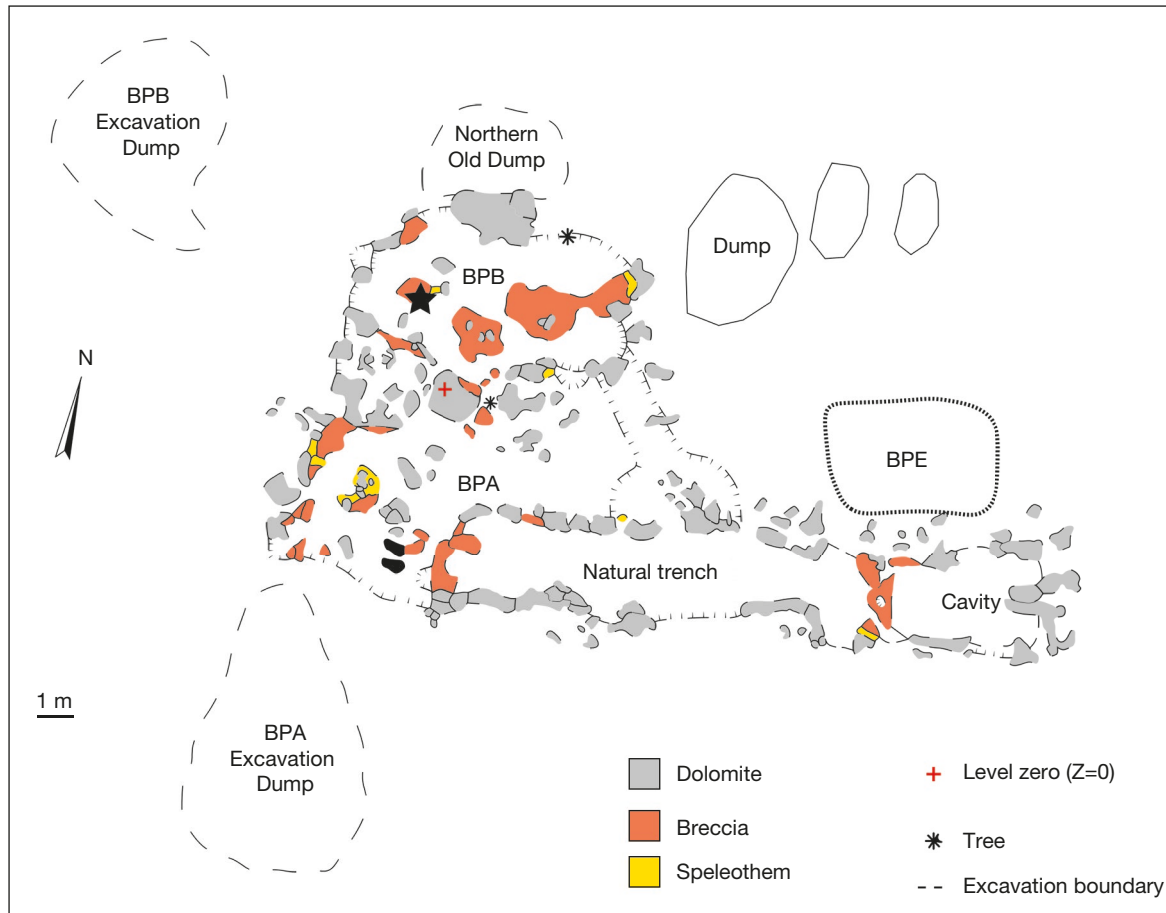 BPB
Excavation
Dump
Northern
Old Dump
Dump
BPB
N
BPE
BPA
Natural trench
Cavity
1 m
BPA
Excavation
Dump
Dolomite
Breccia
Speleothem
Level zero (Z=0)
Tree
Excavation boundary